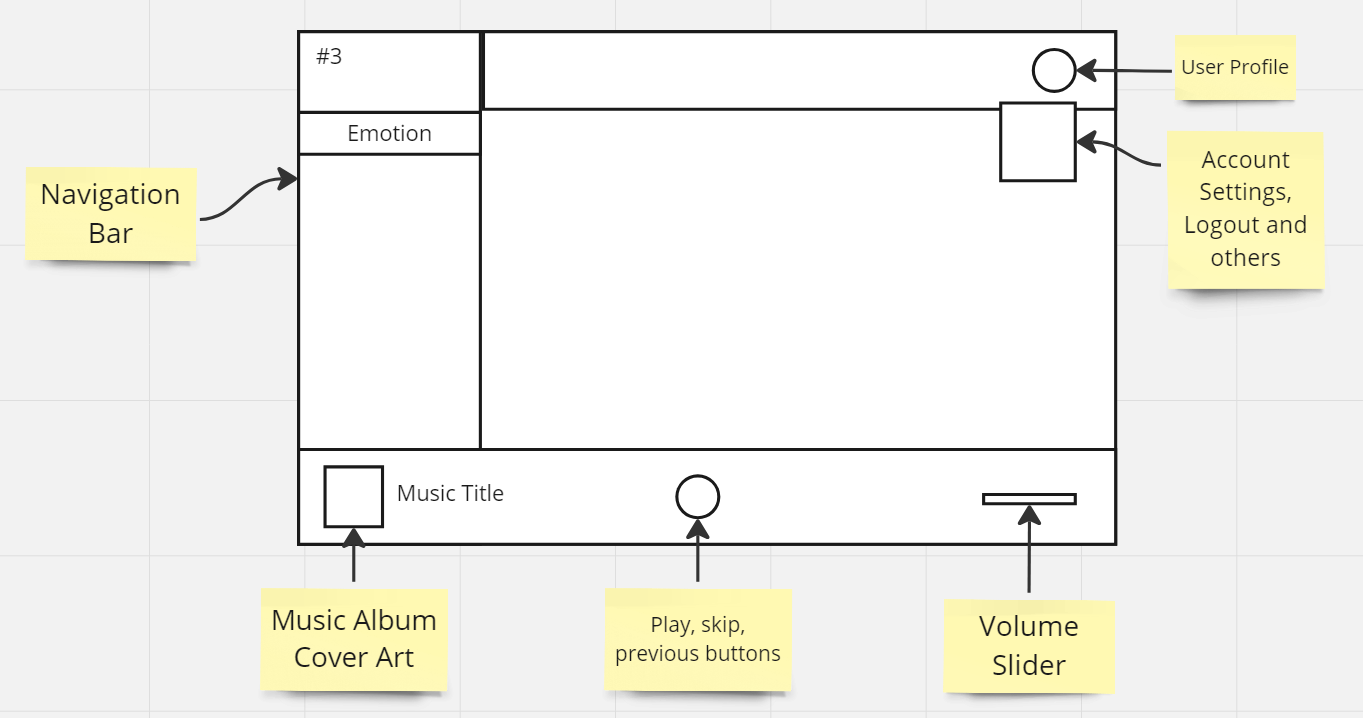 #3
User Profile
Emotion
Account
Settings,
Logout and
others
Navigation
Bar
Music Title
Music Album
Cover Art
Play, skip,
previous buttons
Volume
Slider